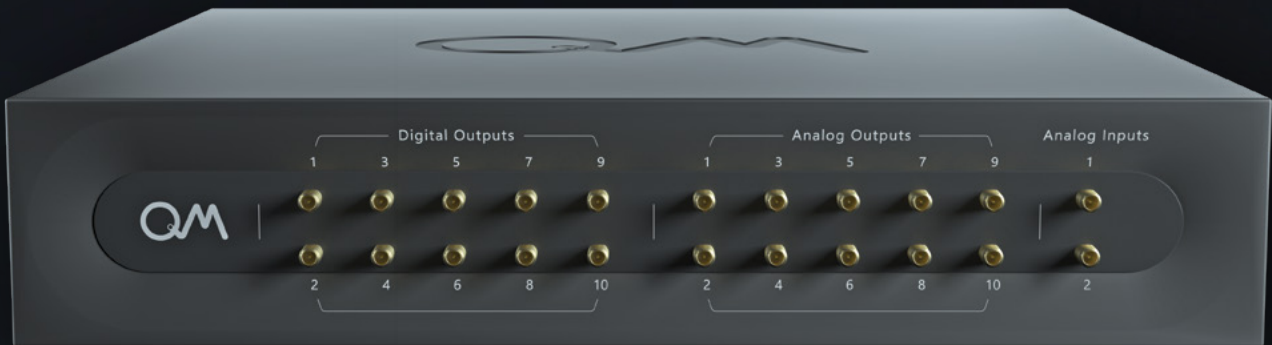 QM
Digital Outputs
Analog Outputs
Analog Inputs
1 3 5 7 9
1 3 5 7 9
1
QM
2 4 6 8 10
2 4 6 8 10
2